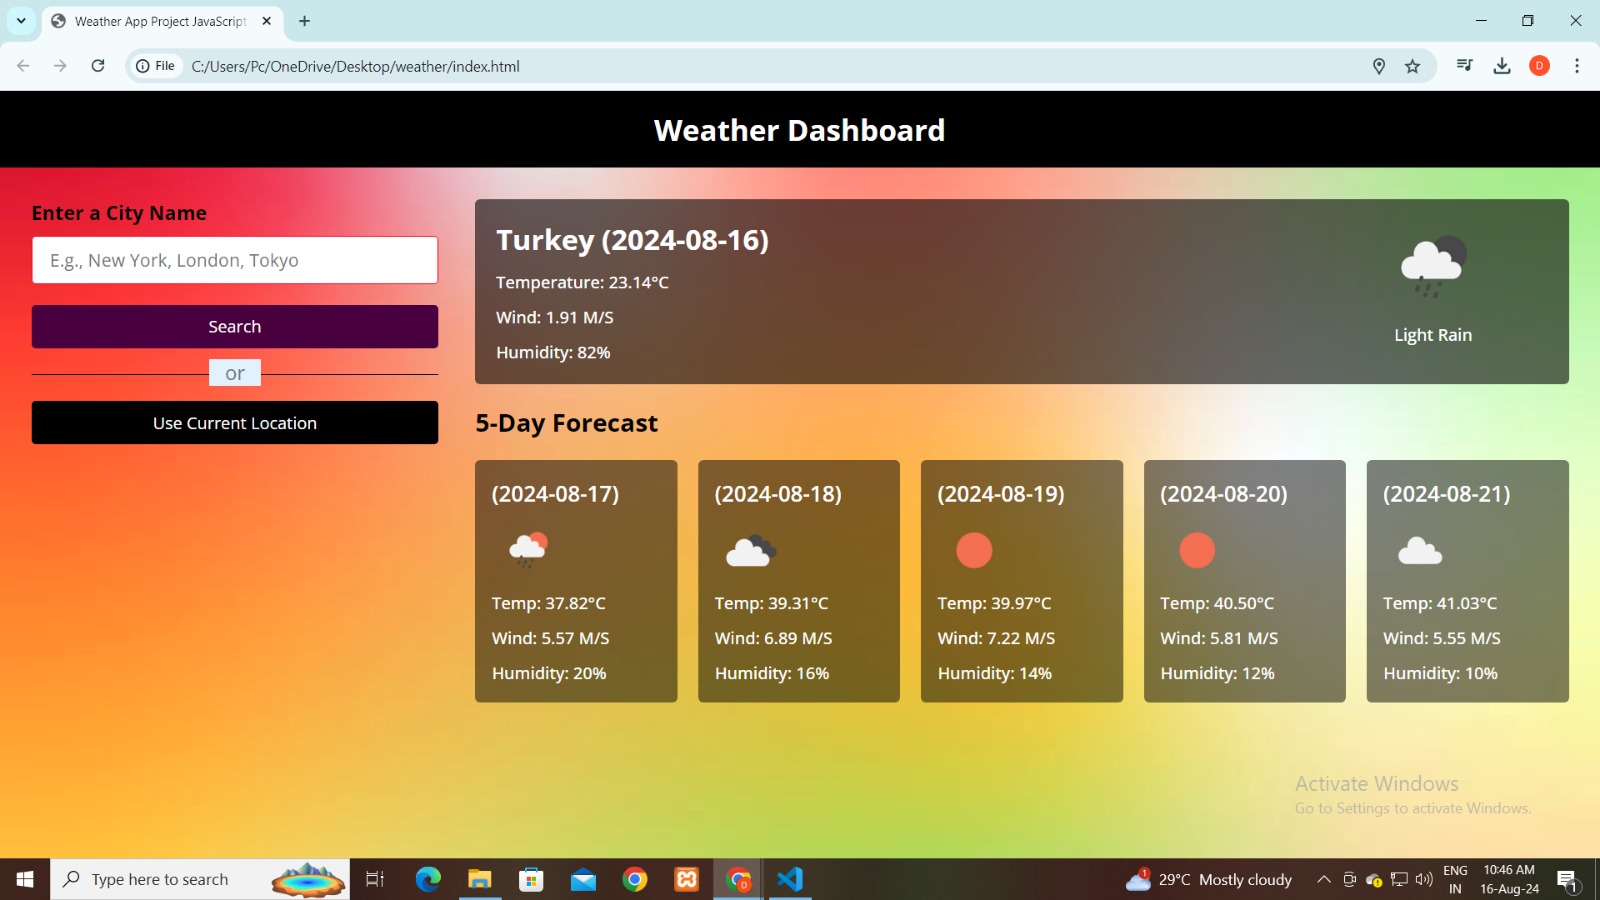 Weather App Project JavaScript
File
C:/Users/Pc/OneDrive/Desktop/weather/index.html
D
Weather Dashboard
Enter a City Name
E.g., New York, London, Tokyo
Search
or
Use Current Location
Turkey (2024-08-16)
Temperature: 23.14°C
Wind: 1.91 M/S
Humidity: 82%
Light Rain
5-Day Forecast
(2024-08-17)
Temp: 37.82°C
Wind: 5.57 M/S
Humidity: 20%
(2024-08-18)
Temp: 39.31°C
Wind: 6.89 M/S
Humidity: 16%
(2024-08-19)
Temp: 39.97°C
Wind: 7.22 M/S
Humidity: 14%
(2024-08-20)
Temp: 40.50°C
Wind: 5.81 M/S
Humidity: 12%
(2024-08-21)
Temp: 41.03°C
Wind: 5.55 M/S
Humidity: 10%
Activate Windows
Go to Settings to activate Windows.
Type here to search
D
1
29°C Mostly cloudy
ENG
IN
10:46 AM
16-Aug-24
1